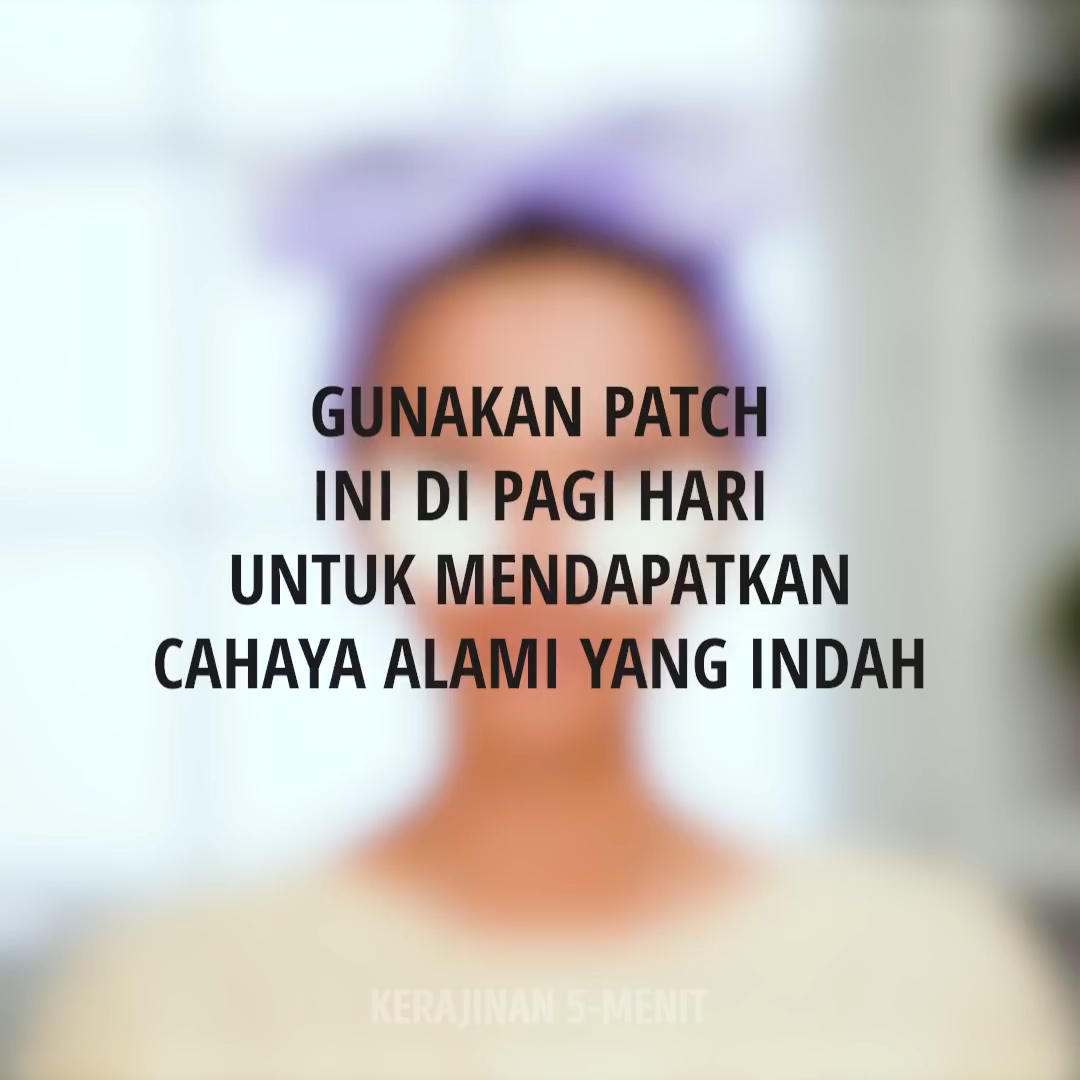 GUNAKAN PATCH
INI DI PAGI HARI
UNTUK MENDAPATKAN
CAHAYA ALAMI YANG INDAH
KERAJINAN 5-MENIT